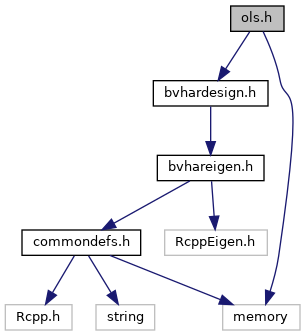 ols.h
bvhardesign.h
bvhareigen.h
commondefs.h
RcppEigen.h
Rcpp.h
string
memory